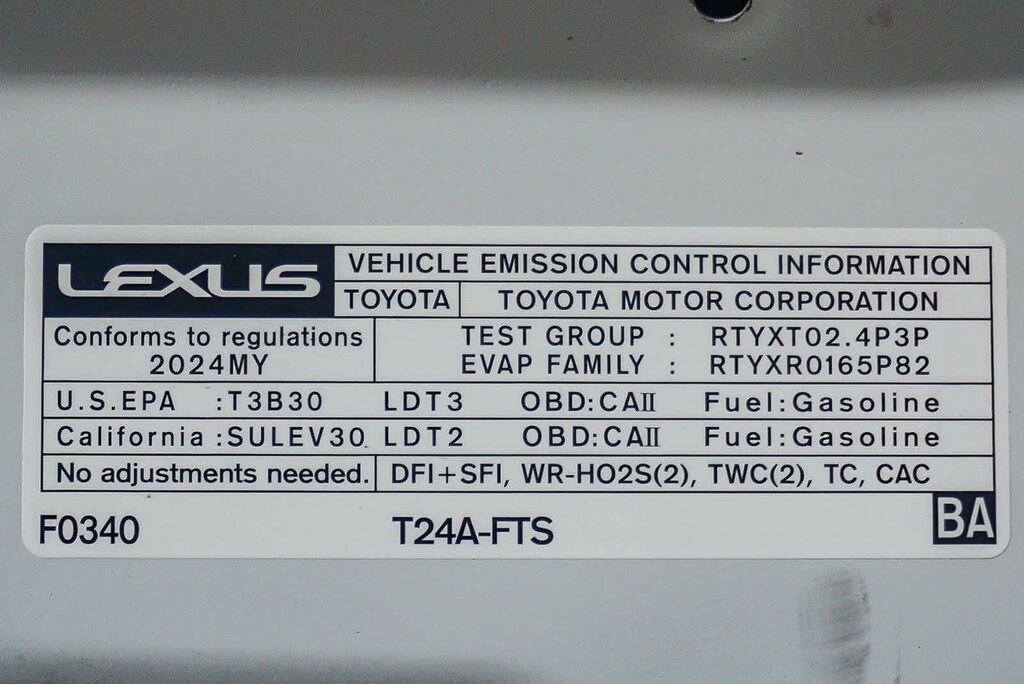 LEXUS VEHICLE EMISSION CONTROL INFORMATION
TOYOTA TOYOTA MOTOR CORPORATION
Conforms to regulations TEST GROUP : RTYXT02.4P3P
2024MY EVAP FAMILY : RTYXR0165P82
U.S.EPA :T3B30 LDT3 OBD:CAII Fuel:Gasoline
California :SULEV30 LDT2 OBD:CAII Fuel:Gasoline
No adjustments needed. DFI+SFI, WR-HO2S(2), TWC(2), TC, CAC
F0340 T24A-FTS BA